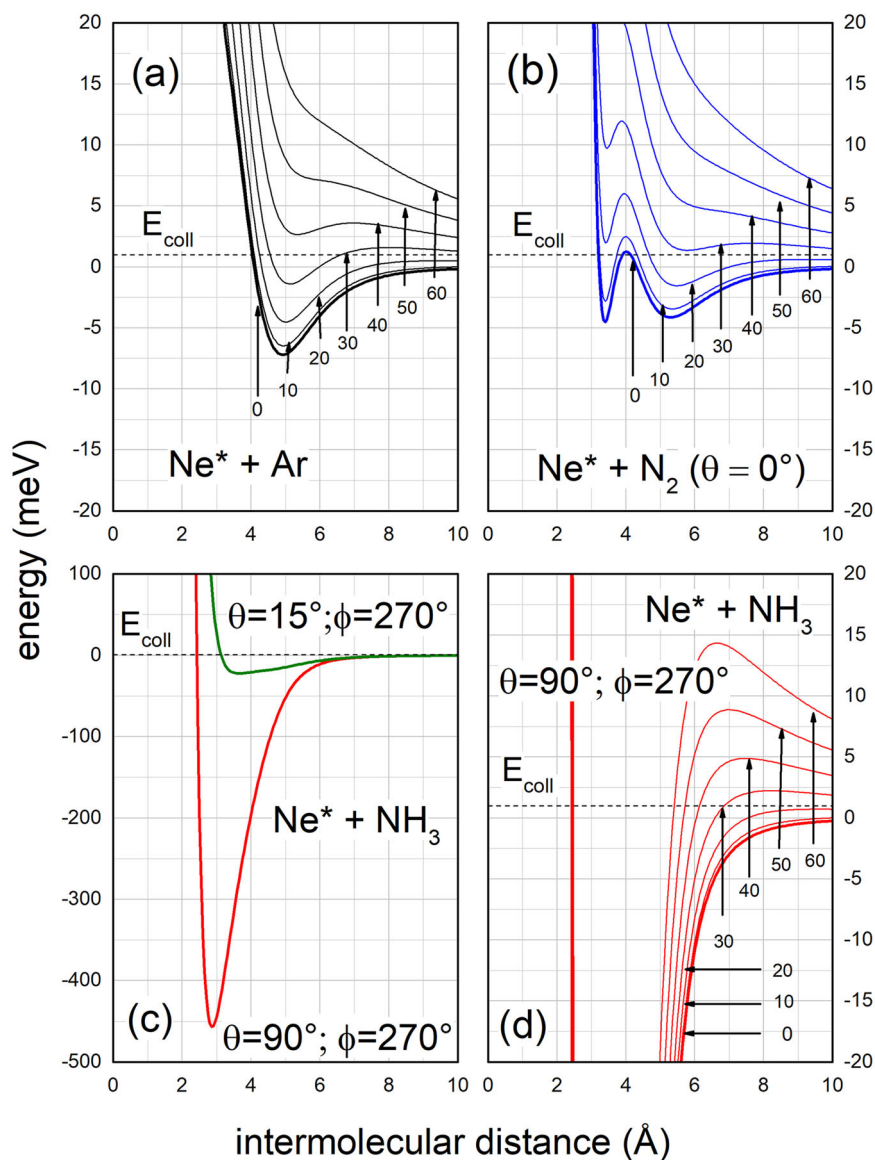 energy (meV)
20
15
10
5
0
-5
-10
-15
-20
(a)
E_coll
0
10
20
30
40
50
60
Ne* + Ar
0 2 4 6 8 10
(b)
E_coll
0
10
20
30
40
50
60
Ne* + N₂ (θ = 0°)
20
15
10
5
0
-5
-10
-15
-20
0 2 4 6 8 10
100
0
-100
-200
-300
-400
-500
θ=15°;ϕ=270°
E_coll
Ne* + NH₃
(c)
θ=90°; ϕ=270°
0 2 4 6 8 10
Ne* + NH₃
θ=90°; ϕ=270°
E_coll
60
50
40
30
20
10
0
(d)
20
15
10
5
0
-5
-10
-15
-20
0 2 4 6 8 10
intermolecular distance (Å)